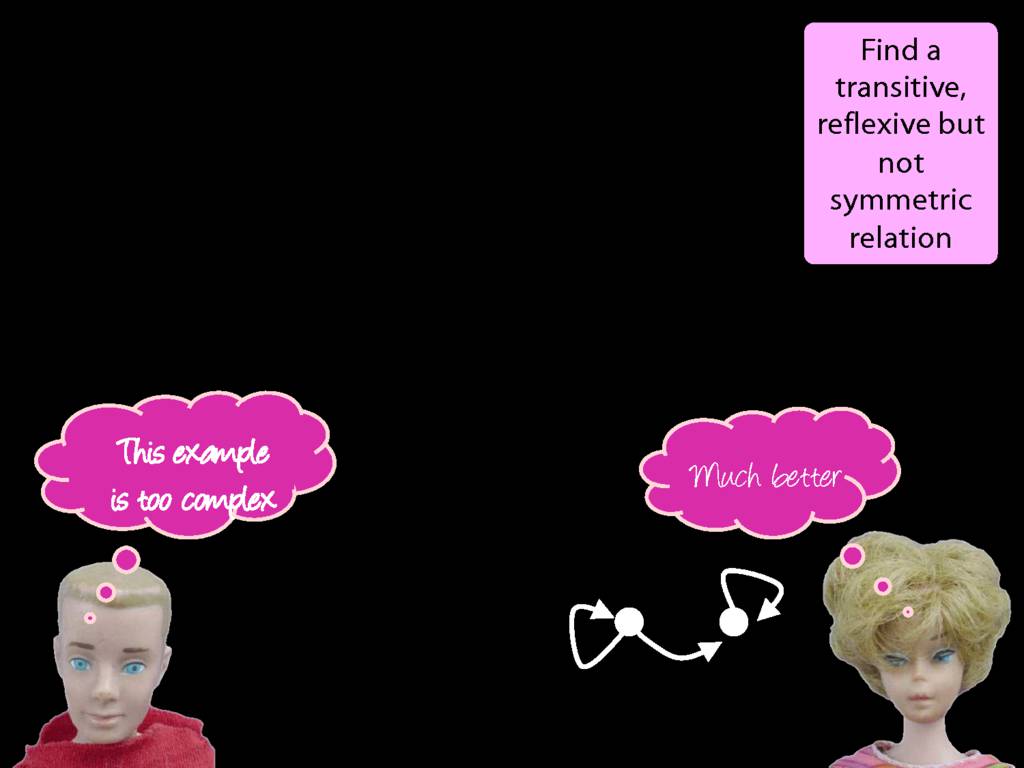 Find a
transitive,
reflexive but
not
symmetric
relation
This example
is too complex
Much better